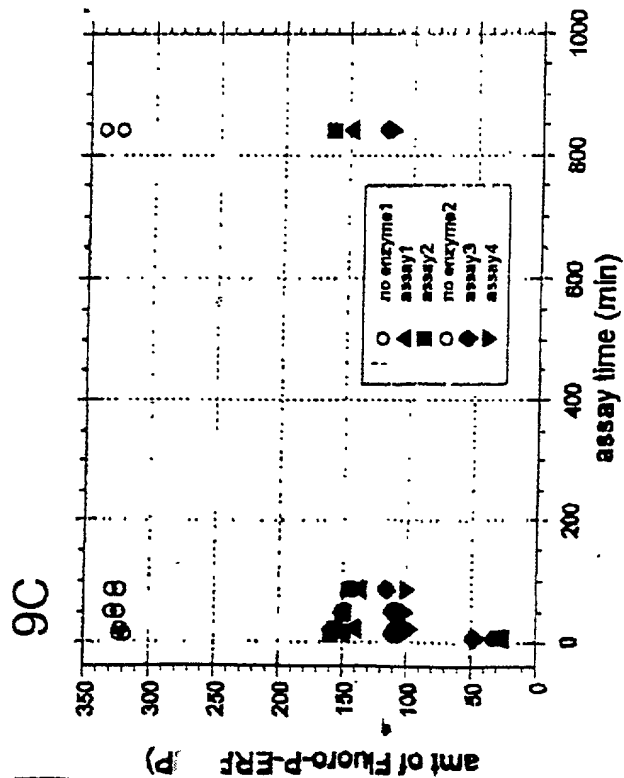 9C
350
300
250
200
150
100
50
0
amt of Fluoro-P-ERF P)
0
200
400
600
800
1000
assay time (min)
no enzyme1
assay1
assay2
no enzyme2
assay3
assay4